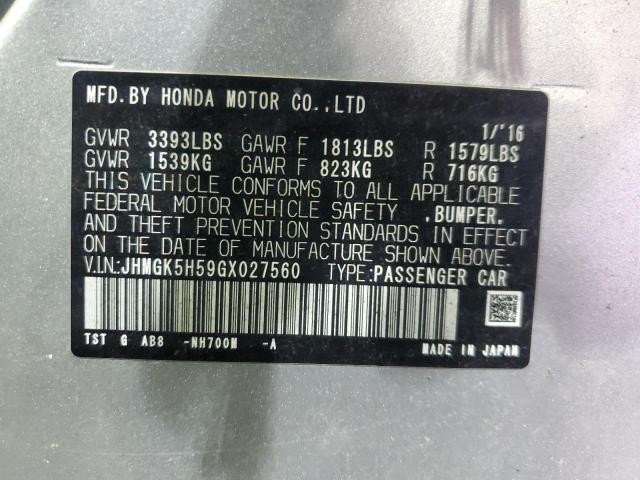 MFD.BY HONDA MOTOR CO.,LTD
1/'16
GVWR 3393LBS GAWR F 1813LBS R 1579LBS
GVWR 1539KG GAWR F 823KG R 716KG
THIS VEHICLE CONFORMS TO ALL APPLICABLE
FEDERAL MOTOR VEHICLE SAFETY ,BUMPER,
AND THEFT PREVENTION STANDARDS IN EFFECT
ON THE DATE OF MANUFACTURE SHOWN ABOVE.
V.IN:JHMGK5H59GX027560 TYPE:PASSENGER CAR
TST G AB8 -NH700M -A MADE IN JAPAN